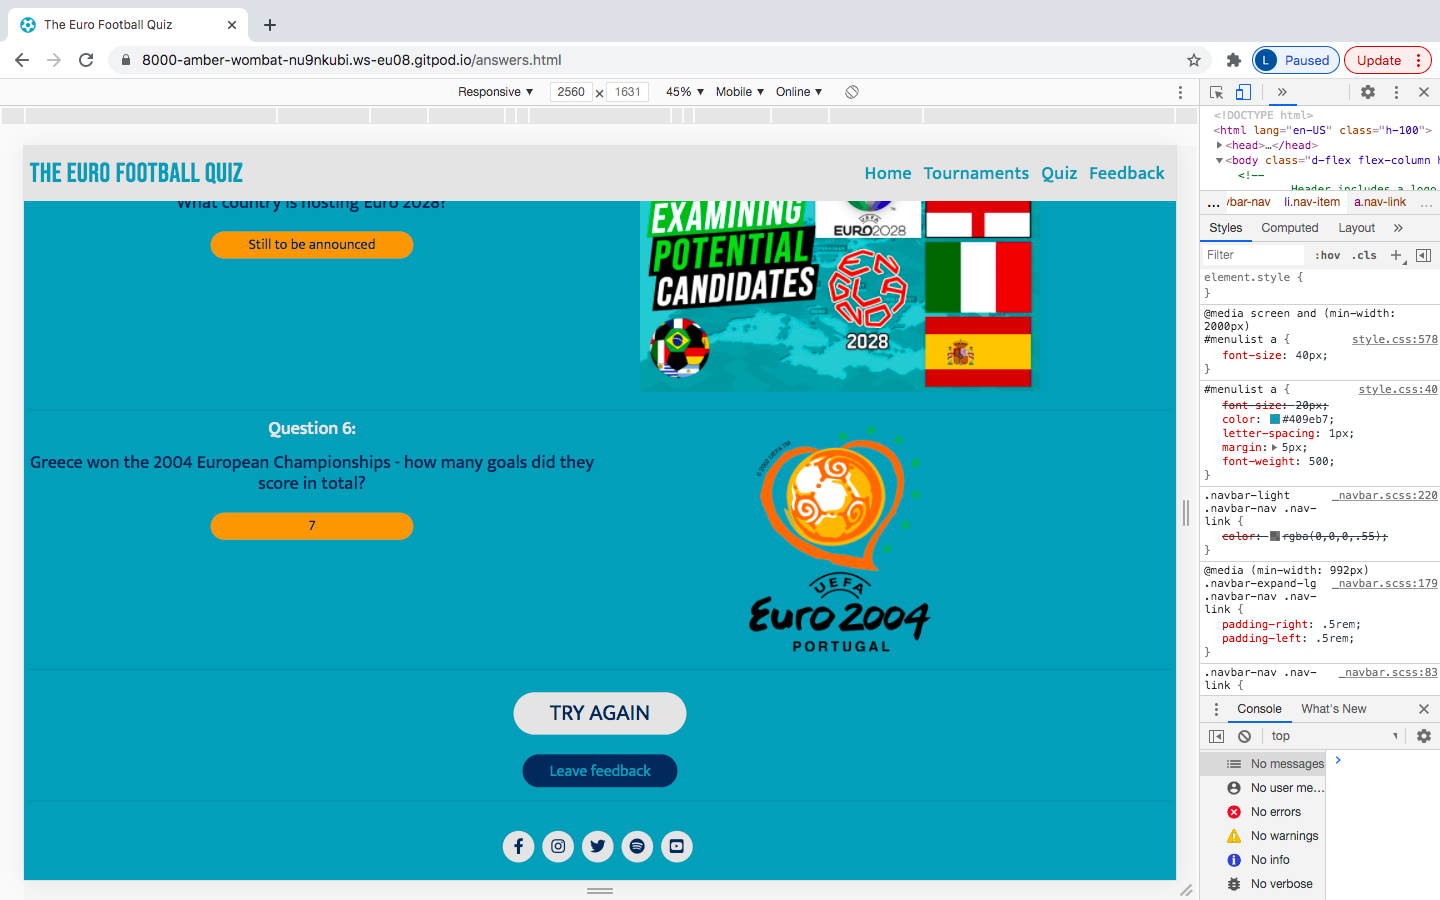 The Euro Football Quiz
8000-amber-wombat-nu9nkubi.ws-eu08.gitpod.io/answers.html
L Paused
Update
Responsive ▼ 2560 × 1631 45% ▼ Mobile ▼ Online ▼
THE EURO FOOTBALL QUIZ
Home Tournaments Quiz Feedback
What country is hosting Euro 2028?
Still to be announced
EXAMINING
POTENTIAL
CANDIDATES
UEFA
EURO2028
ENGLAND
2028
Question 6:
Greece won the 2004 European Championships - how many goals did they
score in total?
7
UEFA
Euro 2004
PORTUGAL
TRY AGAIN
Leave feedback
<!DOCTYPE html>
<html lang="en-US" class="h-100">
<head>…</head>
<body class="d-flex flex-column h
<!--
Header includes a logo
… vbar-nav li.nav-item a.nav-link …
Styles Computed Layout »
Filter :hov .cls +
element.style {
}
@media screen and (min-width:
2000px)
#menulist a { style.css:578
font-size: 40px;
}
#menulist a { style.css:40
font-size: 20px;
color: #409eb7;
letter-spacing: 1px;
margin: 5px;
font-weight: 500;
}
.navbar-light _navbar.scss:220
.navbar-nav .nav-
link {
color: rgba(0,0,0,.55);
}
@media (min-width: 992px)
.navbar-expand-lg _navbar.scss:179
.navbar-nav .nav-
link {
padding-right: .5rem;
padding-left: .5rem;
}
.navbar-nav .nav- _navbar.scss:83
link {
Console What's New
top
No messages
No user me…
No errors
No warnings
No info
No verbose